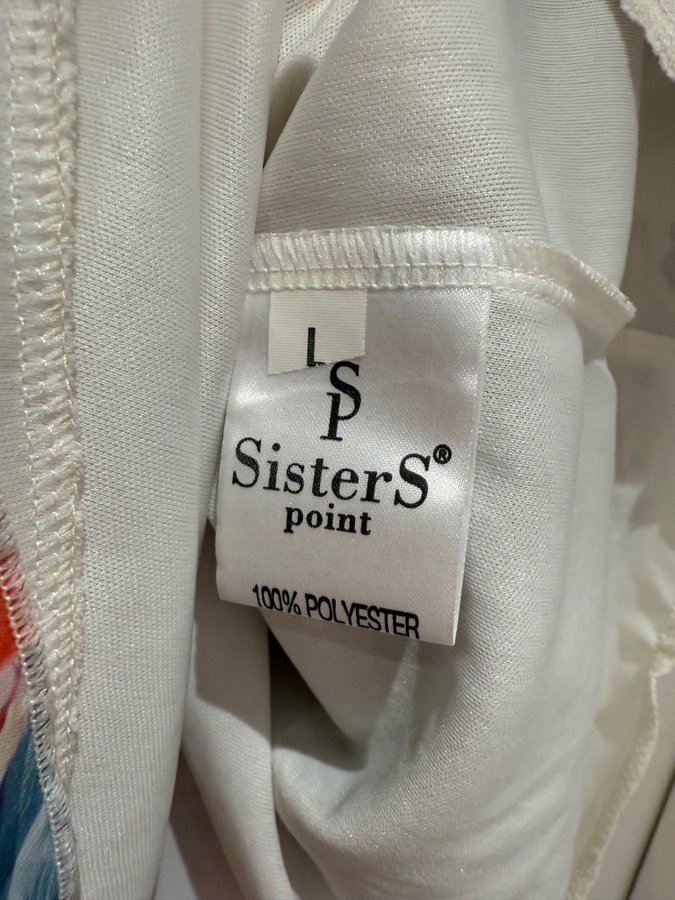 L
SP
SisterS®
point
100% POLYESTER